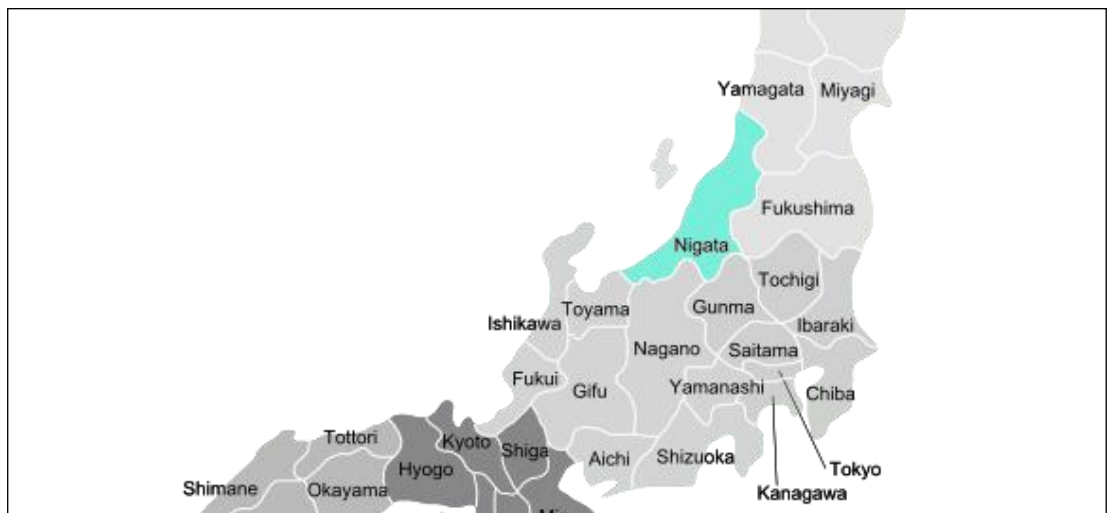 Yamagata
Miyagi
Fukushima
Nigata
Tochigi
Toyama
Gunma
Ishikawa
Ibaraki
Nagano
Saitama
Fukui
Gifu
Yamanashi
Chiba
Tottori
Kyoto
Shiga
Aichi
Shizuoka
Hyogo
Tokyo
Shimane
Okayama
Kanagawa